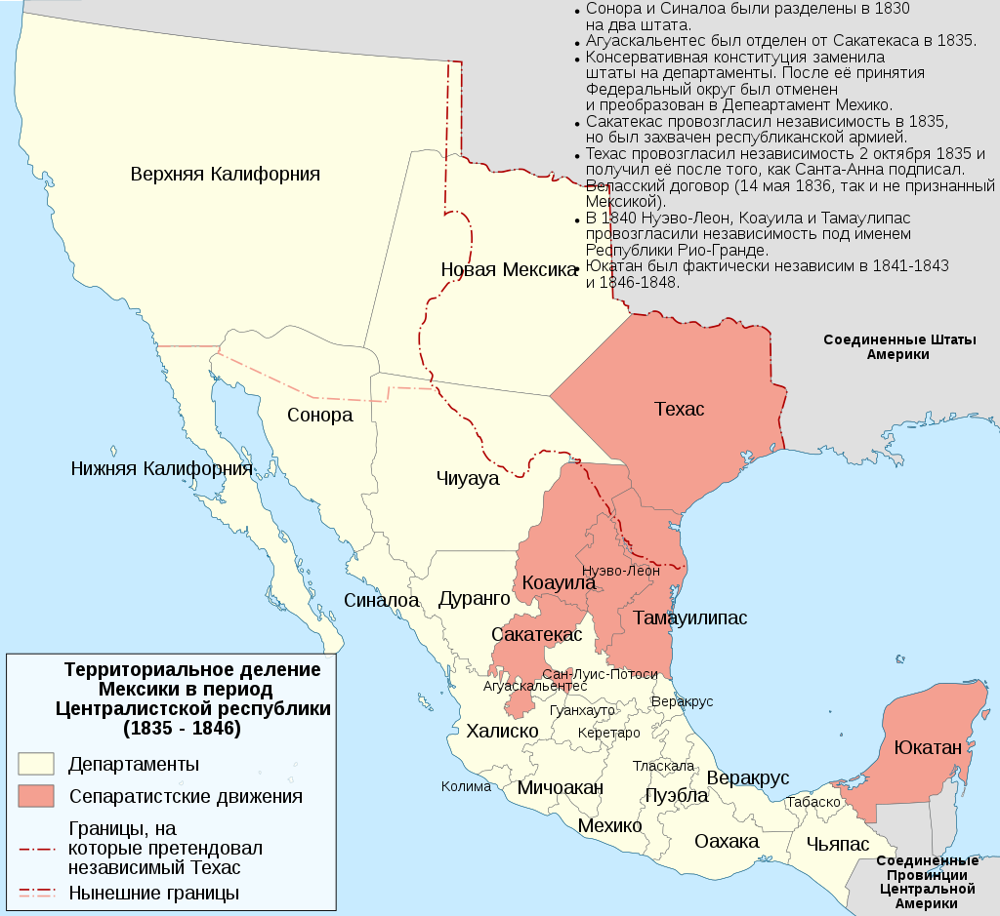 Сонора и Синалоа были разделены в 1830
на два штата.
Агуаскальентес был отделен от Сакатекаса в 1835.
Консервативная конституция заменила
штаты на департаменты. После её принятия
Федеральный округ был отменен
и преобразован в Депеартамент Мехико.
Сакатекас провозгласил независимость в 1835,
но был захвачен республиканской армией.
Техас провозгласил независимость 2 октября 1835 и
получил её после того, как Санта-Анна подписал.
Веласский договор (14 мая 1836, так и не признанный
Мексикой).
В 1840 Нуэво-Леон, Коауила и Тамаулипас
провозгласили независимость под именем
Республики Рио-Гранде.
Юкатан был фактически независим в 1841-1843
и 1846-1848.
Верхняя Калифорния
Новая Мексика
Соединенные Штаты
Америки
Техас
Сонора
Нижняя Калифорния
Чиуауа
Нуэво-Леон
Коауила
Синалоа
Дуранго
Тамауилипас
Сакатекас
Сан-Луис-Потоси
Агуаскальентес
Веракрус
Гуанхауто
Халиско
Керетаро
Юкатан
Тласкала
Веракрус
Колима
Мичоакан
Пуэбла
Табаско
Мехико
Оахака
Чьяпас
Соединенные
Провинции
Центральной
Америки
Территориальное деление
Мексики в период
Централистской республики
(1835 - 1846)
Департаменты
Сепаратистские движения
Границы, на
которые претендовал
независимый Техас
Нынешние границы